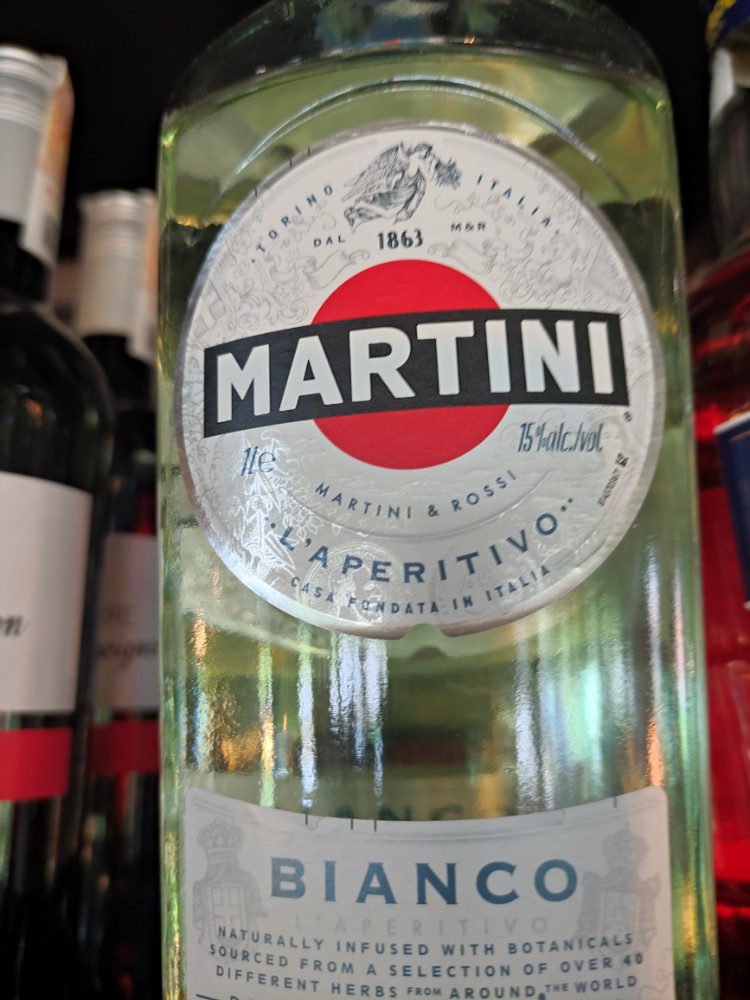 TORINO ITALIA
DAL 1863 M&R
MARTINI
®
1l e
15%alc./vol.
MARTINI & ROSSI
L'APERITIVO
CASA FONDATA IN ITALIA
BIANCO
L'APERITIVO
NATURALLY INFUSED WITH BOTANICALS
SOURCED FROM A SELECTION OF OVER 40
DIFFERENT HERBS FROM AROUND THE WORLD